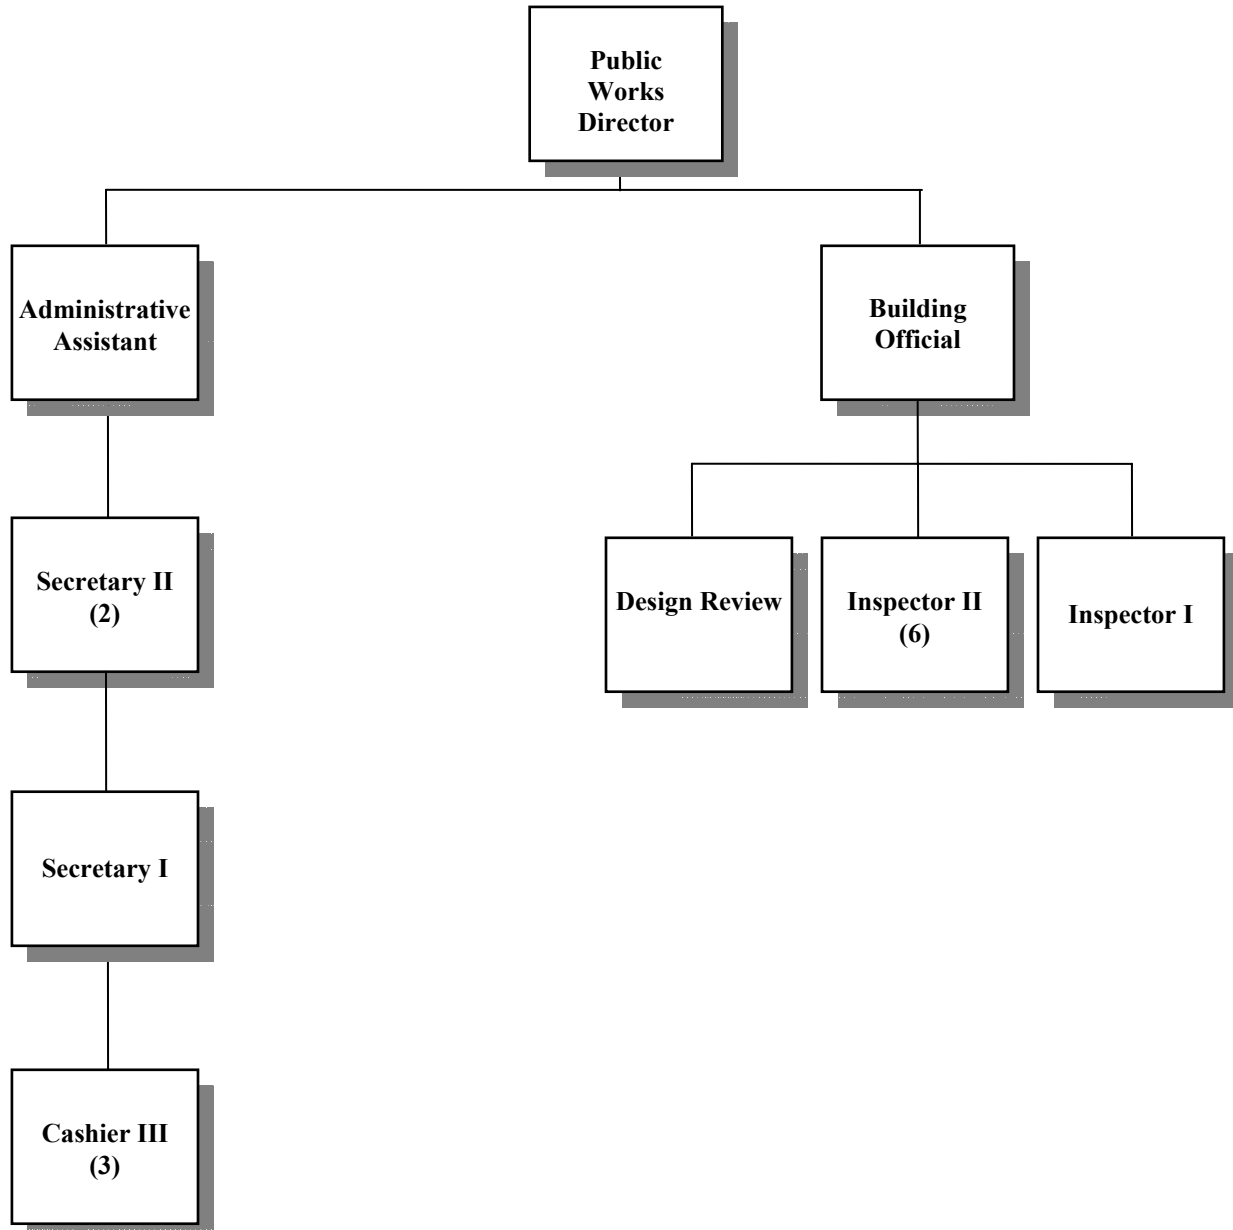 Public
Works
Director
Administrative
Assistant
Building
Official
Secretary II
(2)
Design Review
Inspector II
(6)
Inspector I
Secretary I
Cashier III
(3)